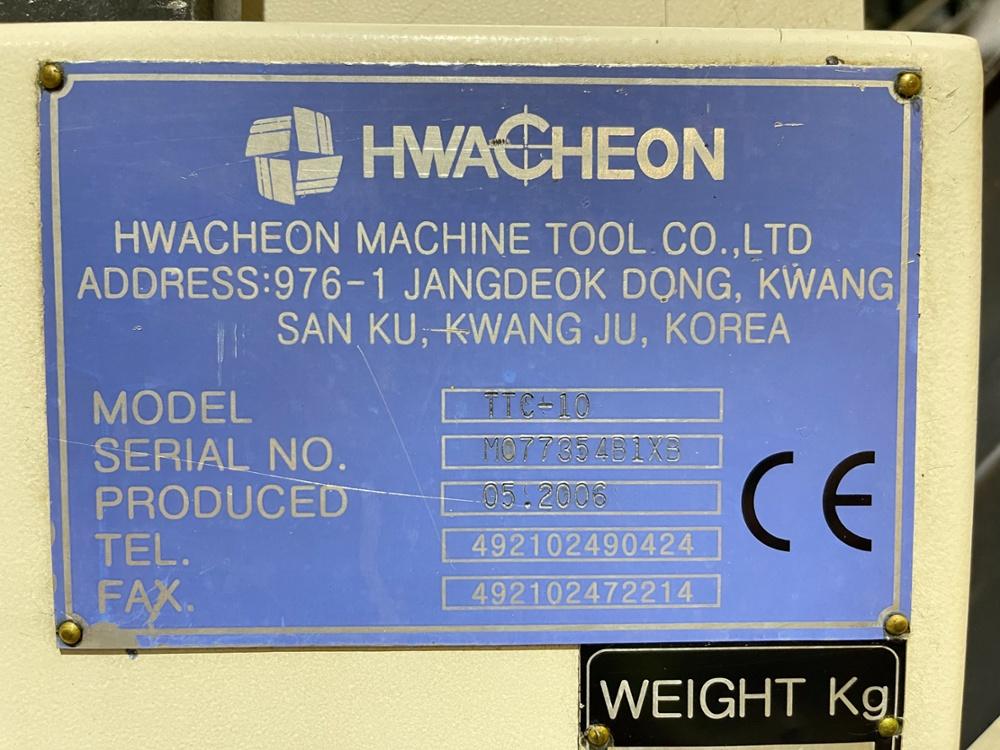 HWACHEON
HWACHEON MACHINE TOOL CO.,LTD
ADDRESS:976-1 JANGDEOK DONG, KWANG
SAN KU, KWANG JU, KOREA
MODEL TTC-10
SERIAL NO. M077354B1XB
PRODUCED 05.2006
TEL. 492102490424
FAX. 492102472214
CE
WEIGHT Kg